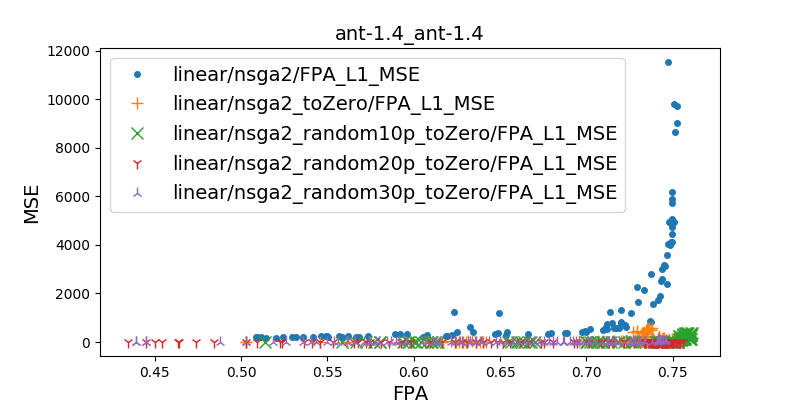 ant-1.4_ant-1.4
12000
10000
8000
6000
4000
2000
0
MSE
linear/nsga2/FPA_L1_MSE
linear/nsga2_toZero/FPA_L1_MSE
linear/nsga2_random10p_toZero/FPA_L1_MSE
linear/nsga2_random20p_toZero/FPA_L1_MSE
linear/nsga2_random30p_toZero/FPA_L1_MSE
0.45 0.50 0.55 0.60 0.65 0.70 0.75
FPA